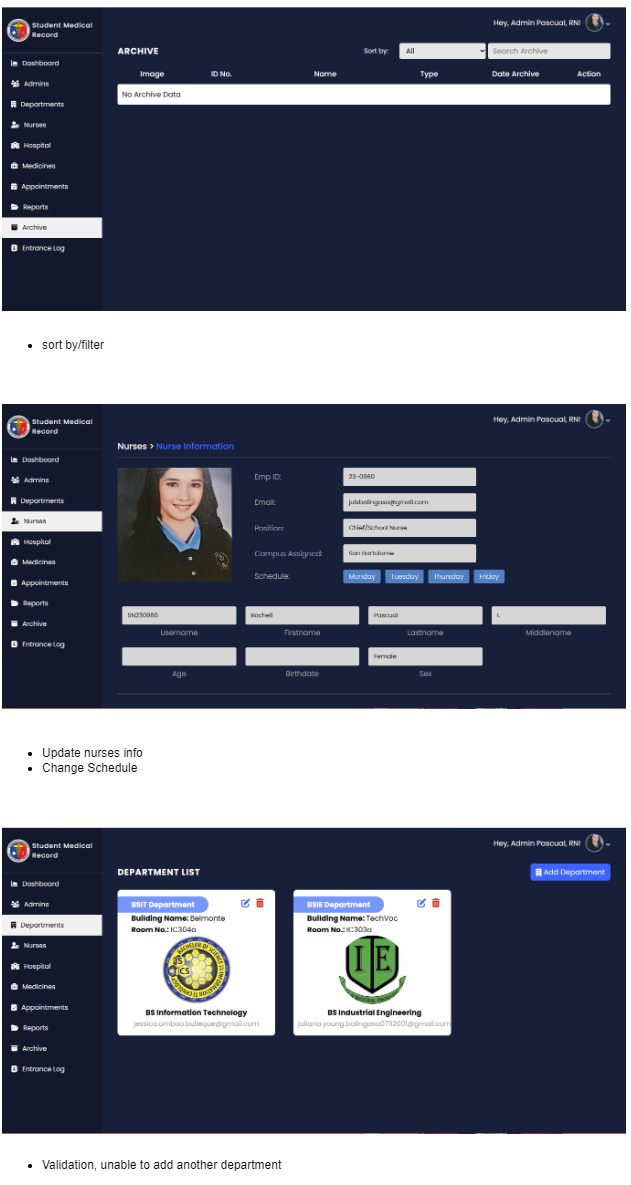 Student Medical
Record
Hey, Admin Pascual, RN!
ARCHIVE
Sort by:
All
Search Archive
Dashboard
Image
ID No.
Name
Type
Date Archive
Action
Admins
No Archive Data
Departments
Nurses
Hospital
Medicines
Appointments
Reports
Archive
Entrance Log
sort by/filter
Student Medical
Record
Hey, Admin Pascual, RN!
Nurses > Nurse Information
Dashboard
Admins
Departments
Nurses
Hospital
Medicines
Appointments
Reports
Archive
Entrance Log
Emp ID:
23-0960
Email:
julsbalingasa@gmail.com
Position:
Chief/School Nurse
Campus Assigned:
San Bartolome
Schedule:
Monday
Tuesday
Thursday
Friday
SN230960
Rochell
Pascual
I.
Username
Firstname
Lastname
Middlename
Female
Age
Birthdate
Sex
Update nurses info
Change Schedule
Student Medical
Record
Hey, Admin Pascual, RN!
DEPARTMENT LIST
Add Department
Dashboard
Admins
Departments
Nurses
Hospital
Medicines
Appointments
Reports
Archive
Entrance Log
BSIT Department
Building Name: Belmonte
Room No.: IC304a
BS Information Technology
jessica.ombao.bulleque@gmail.com
BSIE Department
Building Name: TechVoc
Room No.: IC303a
IE
BS Industrial Engineering
juliana.young.balingasa07112001@gmail.com
Validation, unable to add another department